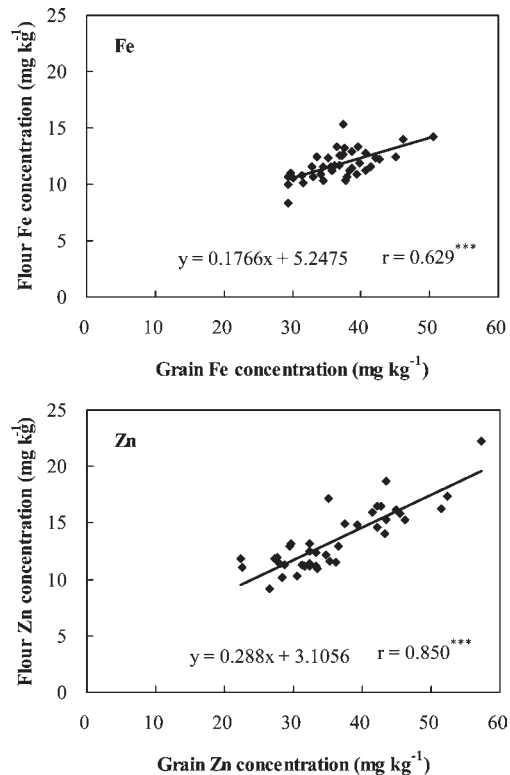 25
Fe
20
15
10
5
0
y = 0.1766x + 5.2475 r = 0.629***
0 10 20 30 40 50 60
Flour Fe concentration (mg kg-1)
Grain Fe concentration (mg kg-1)
25
Zn
20
15
10
5
0
y = 0.288x + 3.1056 r = 0.850***
0 10 20 30 40 50 60
Flour Zn concentration (mg kg-1)
Grain Zn concentration (mg kg-1)